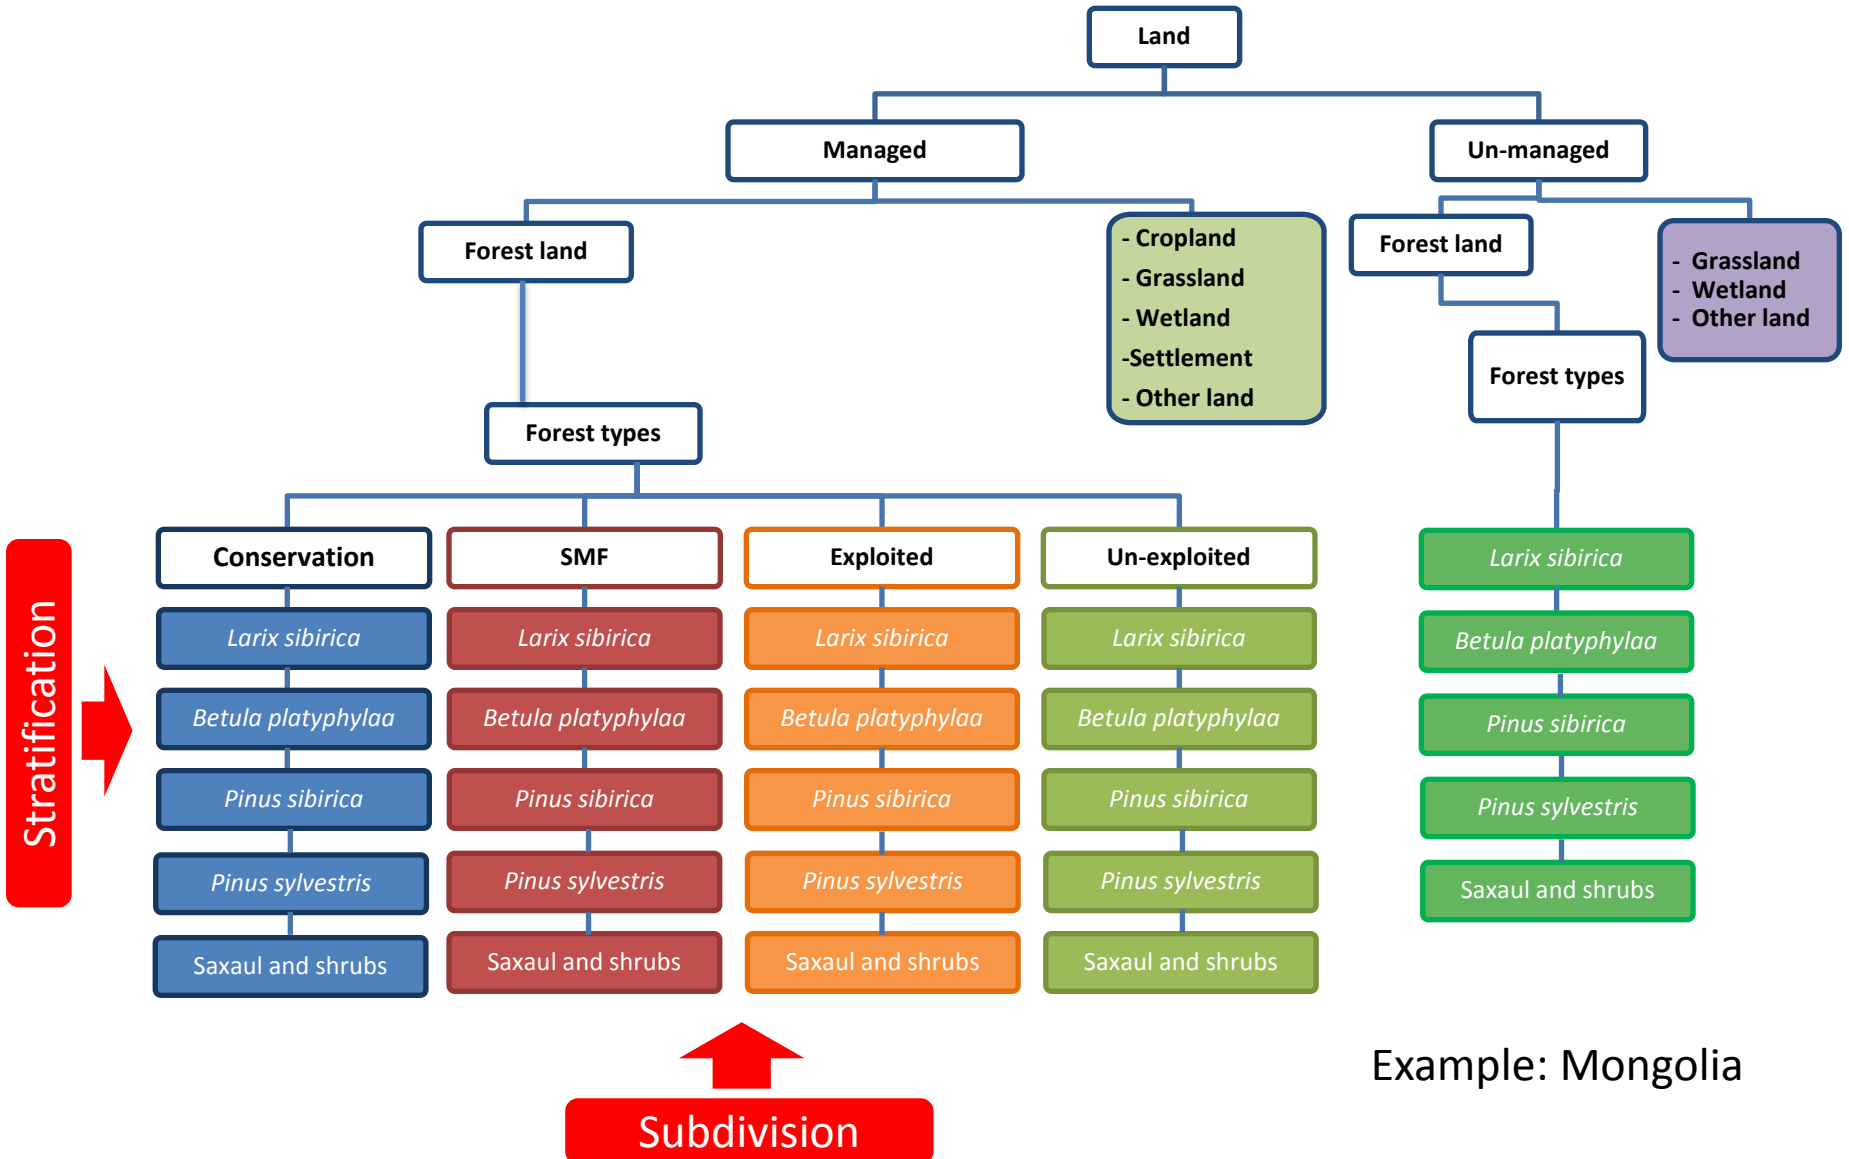 Land
Managed
Un-managed
Forest land
- Cropland
- Grassland
- Wetland
-Settlement
- Other land
Forest land
- Grassland
- Wetland
- Other land
Forest types
Forest types
Stratification
Conservation
Larix sibirica
Betula platyphylaa
Pinus sibirica
Pinus sylvestris
Saxaul and shrubs
SMF
Larix sibirica
Betula platyphylaa
Pinus sibirica
Pinus sylvestris
Saxaul and shrubs
Exploited
Larix sibirica
Betula platyphylaa
Pinus sibirica
Pinus sylvestris
Saxaul and shrubs
Un-exploited
Larix sibirica
Betula platyphylaa
Pinus sibirica
Pinus sylvestris
Saxaul and shrubs
Larix sibirica
Betula platyphylaa
Pinus sibirica
Pinus sylvestris
Saxaul and shrubs
Subdivision
Example: Mongolia